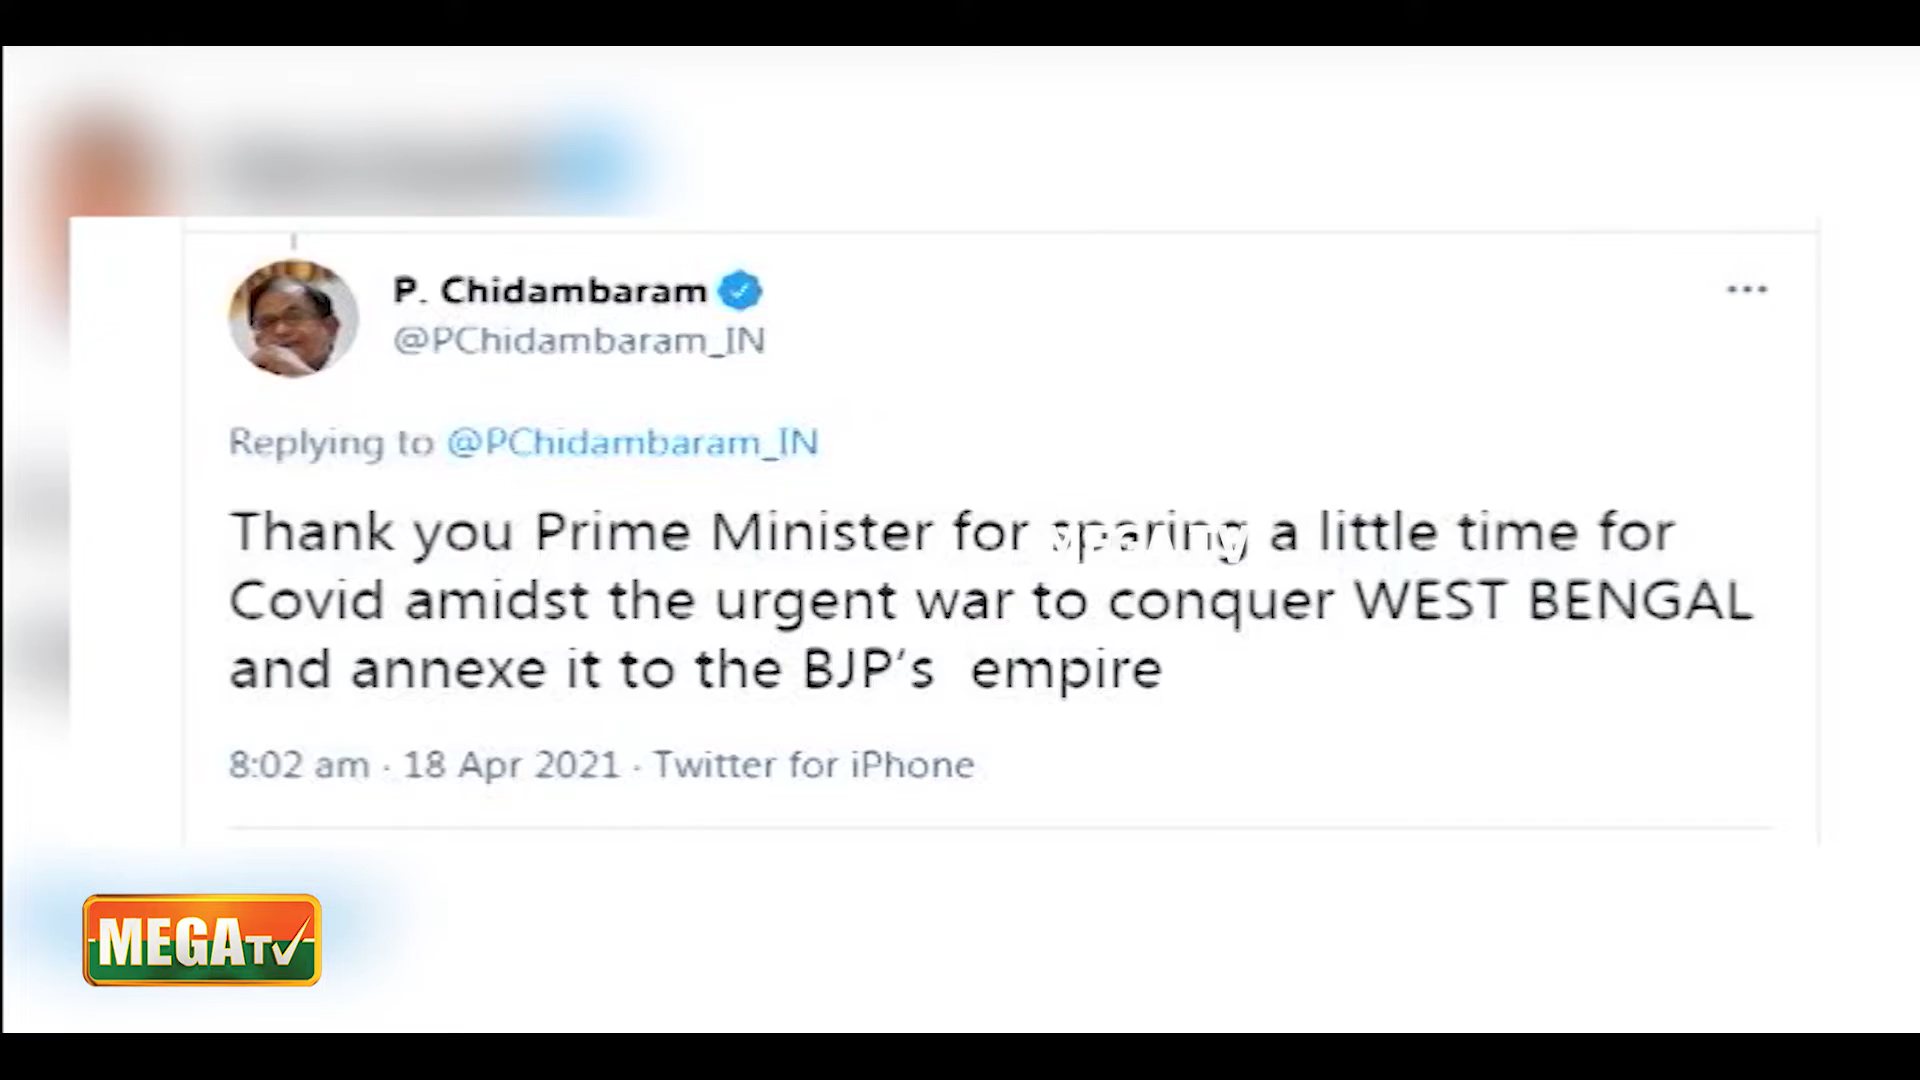 P. Chidambaram
@PChidambaram_IN
Replying to @PChidambaram_IN
Thank you Prime Minister for sparing a little time for
Covid amidst the urgent war to conquer WEST BENGAL
and annexe it to the BJP's empire
8:02 am · 18 Apr 2021 · Twitter for iPhone
MEGA TV
MEGA TV